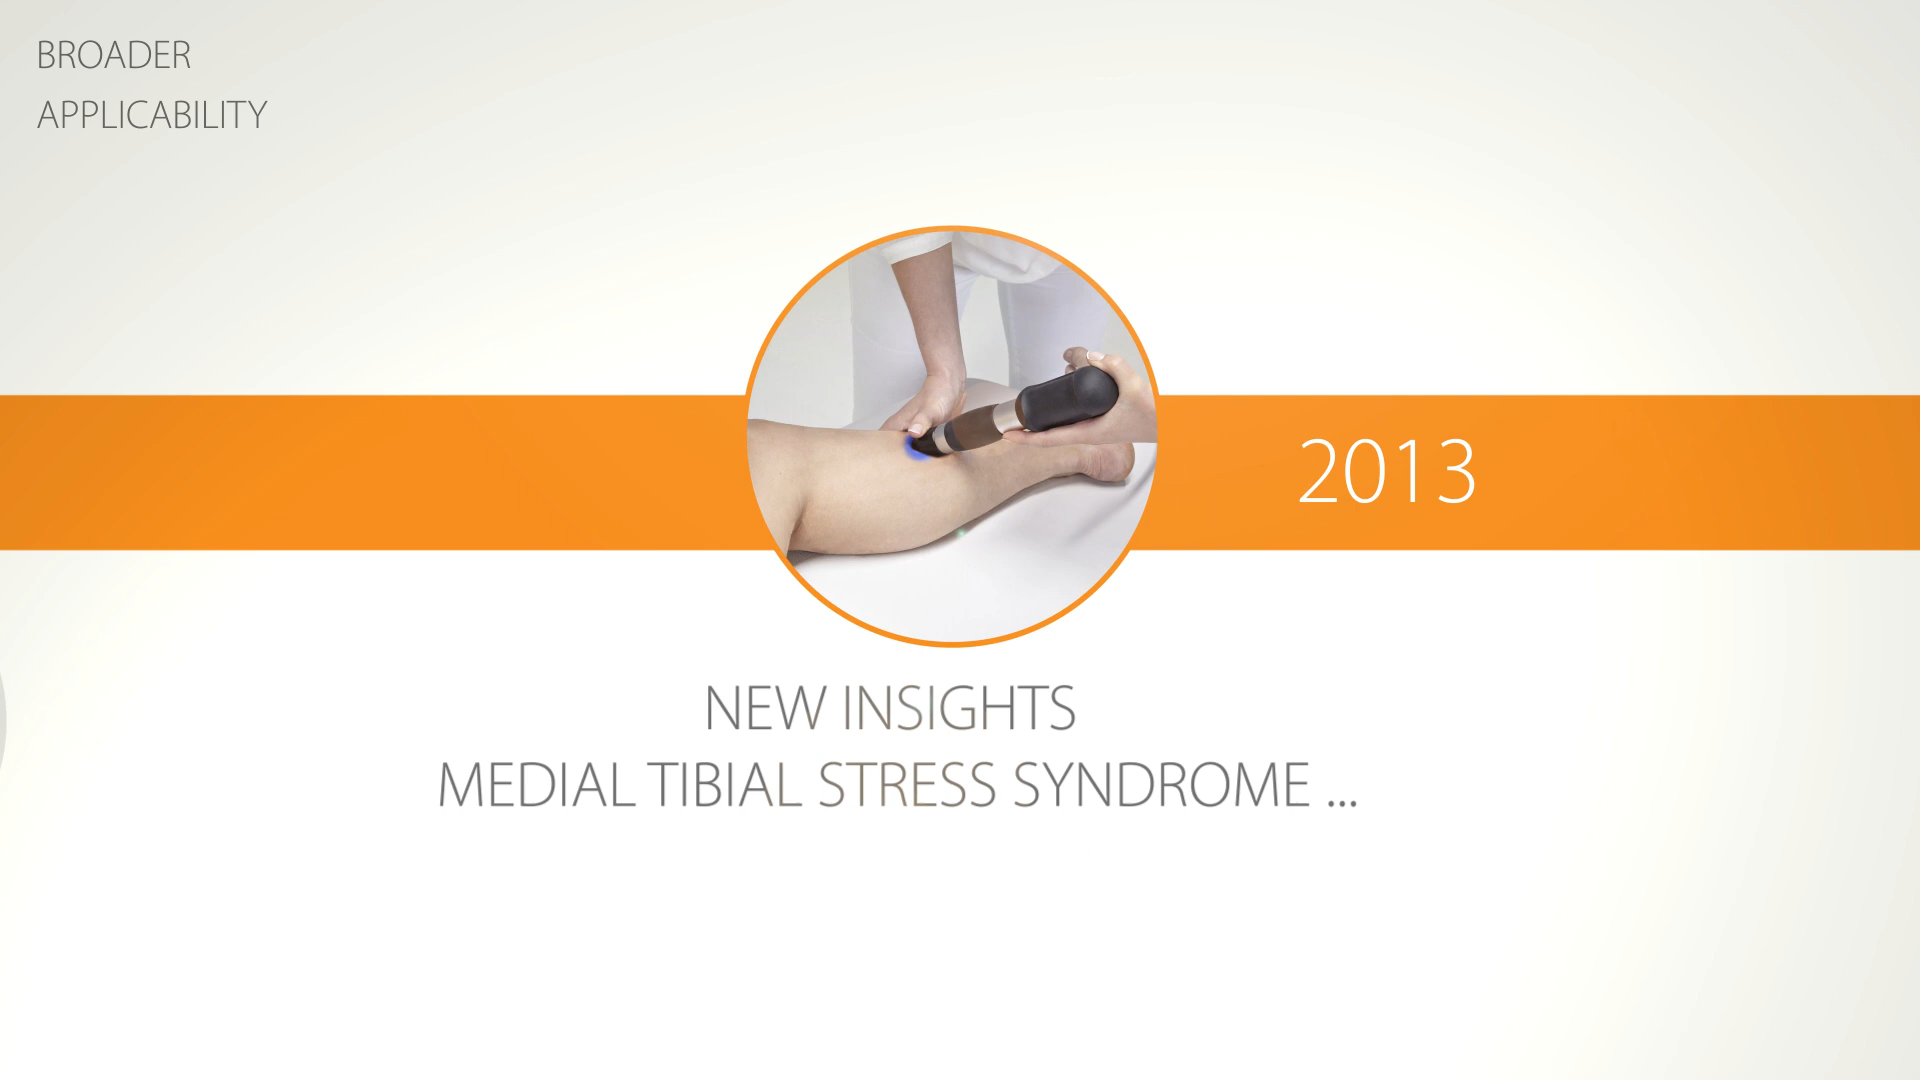 BROADER
APPLICABILITY
2013
NEW INSIGHTS
MEDIAL TIBIAL STRESS SYNDROME ...